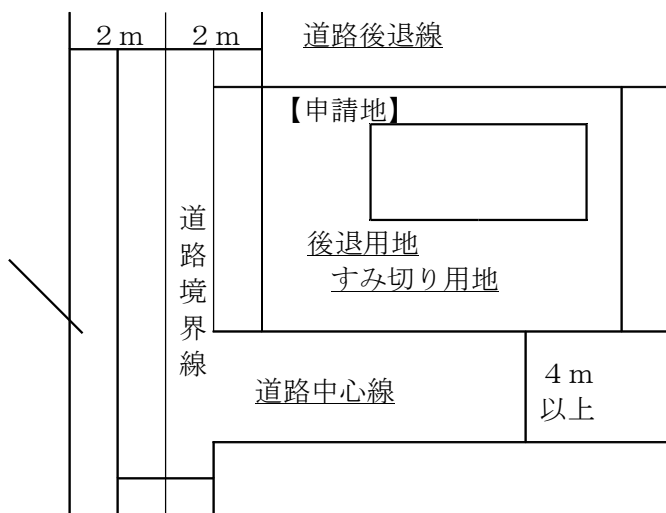 2m 2m 道路後退線
【申請地】
道路境界線
後退用地
すみ切り用地
道路中心線
4m
以上